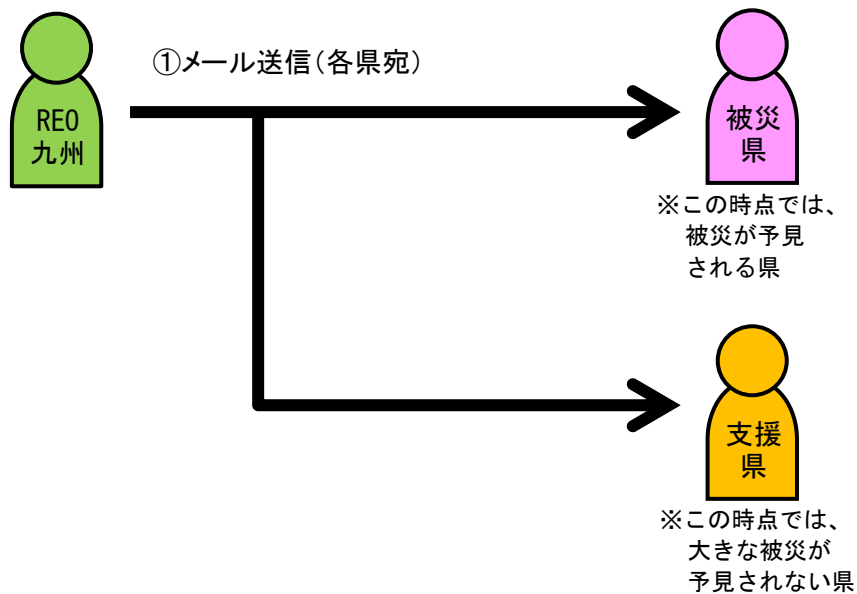 ①メール送信（各県宛）
REO
九州
被災
県
※この時点では、
被災が予見
される県
支援
県
※この時点では、
大きな被災が
予見されない県